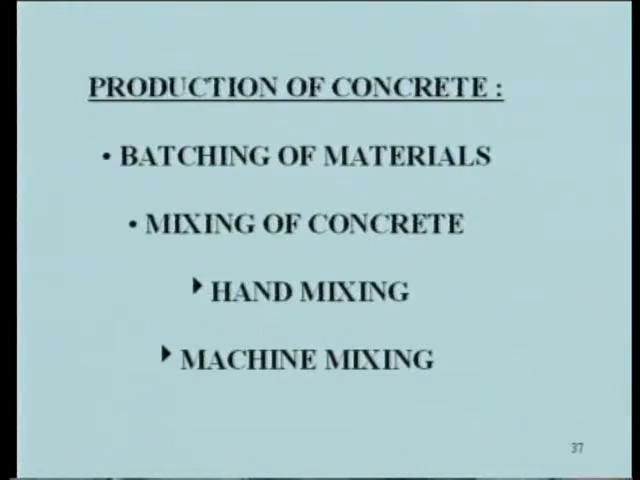 PRODUCTION OF CONCRETE :
• BATCHING OF MATERIALS
• MIXING OF CONCRETE
HAND MIXING
MACHINE MIXING
37